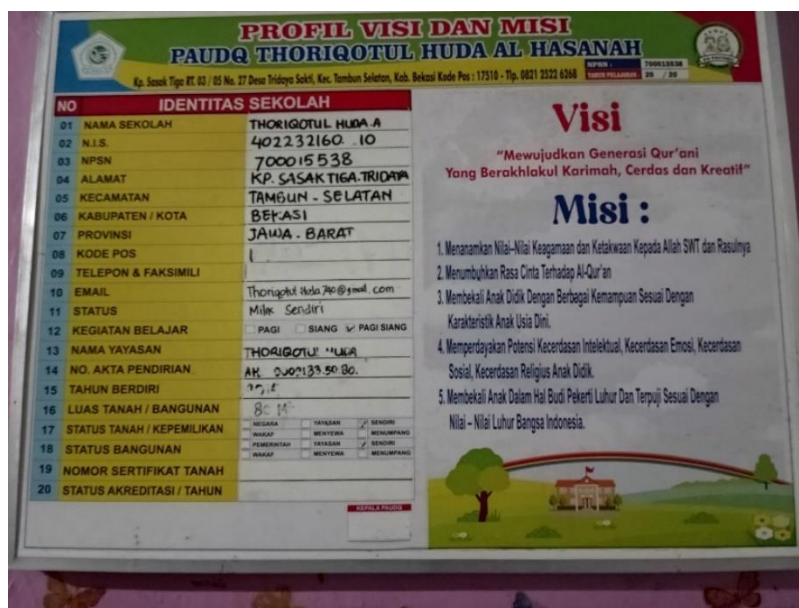 PROFIL VISI DAN MISI
PAUDQ THORIQOTUL HUDA AL HASANAH
Kp. Sasak Tiga RT. 03 / 05 No. 27 Desa Tridaya Sakti, Kec. Tambun Selatan, Kab. Bekasi Kode Pos : 17510 - Tlp. 0821 2522 6268
NPSN : 700015538
TAHUN PELAJARAN 20 / 20
NO IDENTITAS SEKOLAH
01 NAMA SEKOLAH THORIQOTUL HUDA.A
02 N.I.S. 402232160 10
03 NPSN 700015538
04 ALAMAT KP. SASAK TIGA.TRIDAYA
05 KECAMATAN TAMBUN - SELATAN
06 KABUPATEN / KOTA BEKASI
07 PROVINSI JAWA - BARAT
08 KODE POS
09 TELEPON & FAKSIMILI
10 EMAIL
11 STATUS Milik Sendiri
12 KEGIATAN BELAJAR PAGI SIANG PAGI SIANG
13 NAMA YAYASAN THORIQOTUL HUDA
14 NO. AKTA PENDIRIAN
15 TAHUN BERDIRI
16 LUAS TANAH / BANGUNAN
17 STATUS TANAH / KEPEMILIKAN NEGARA YAYASAN SENDIRI
WAKAF MENYEWA MENUMPANG
18 STATUS BANGUNAN PEMERINTAH YAYASAN SENDIRI
WAKAF MENYEWA MENUMPANG
19 NOMOR SERTIFIKAT TANAH
20 STATUS AKREDITASI / TAHUN
KEPALA PAUDQ
Visi
"Mewujudkan Generasi Qur'ani
Yang Berakhlakul Karimah, Cerdas dan Kreatif"
Misi :
1. Menanamkan Nilai–Nilai Keagamaan dan Ketakwaan Kepada Allah SWT dan Rasulnya
2. Menumbuhkan Rasa Cinta Terhadap Al-Qur'an
3. Membekali Anak Didik Dengan Berbagai Kemampuan Sesuai Dengan
Karakteristik Anak Usia Dini.
4. Memperdayakan Potensi Kecerdasan Intelektual, Kecerdasan Emosi, Kecerdasan
Sosial, Kecerdasan Religius Anak Didik.
5. Membekali Anak Dalam Hal Budi Pekerti Luhur Dan Terpuji Sesuai Dengan
Nilai – Nilai Luhur Bangsa Indonesia.